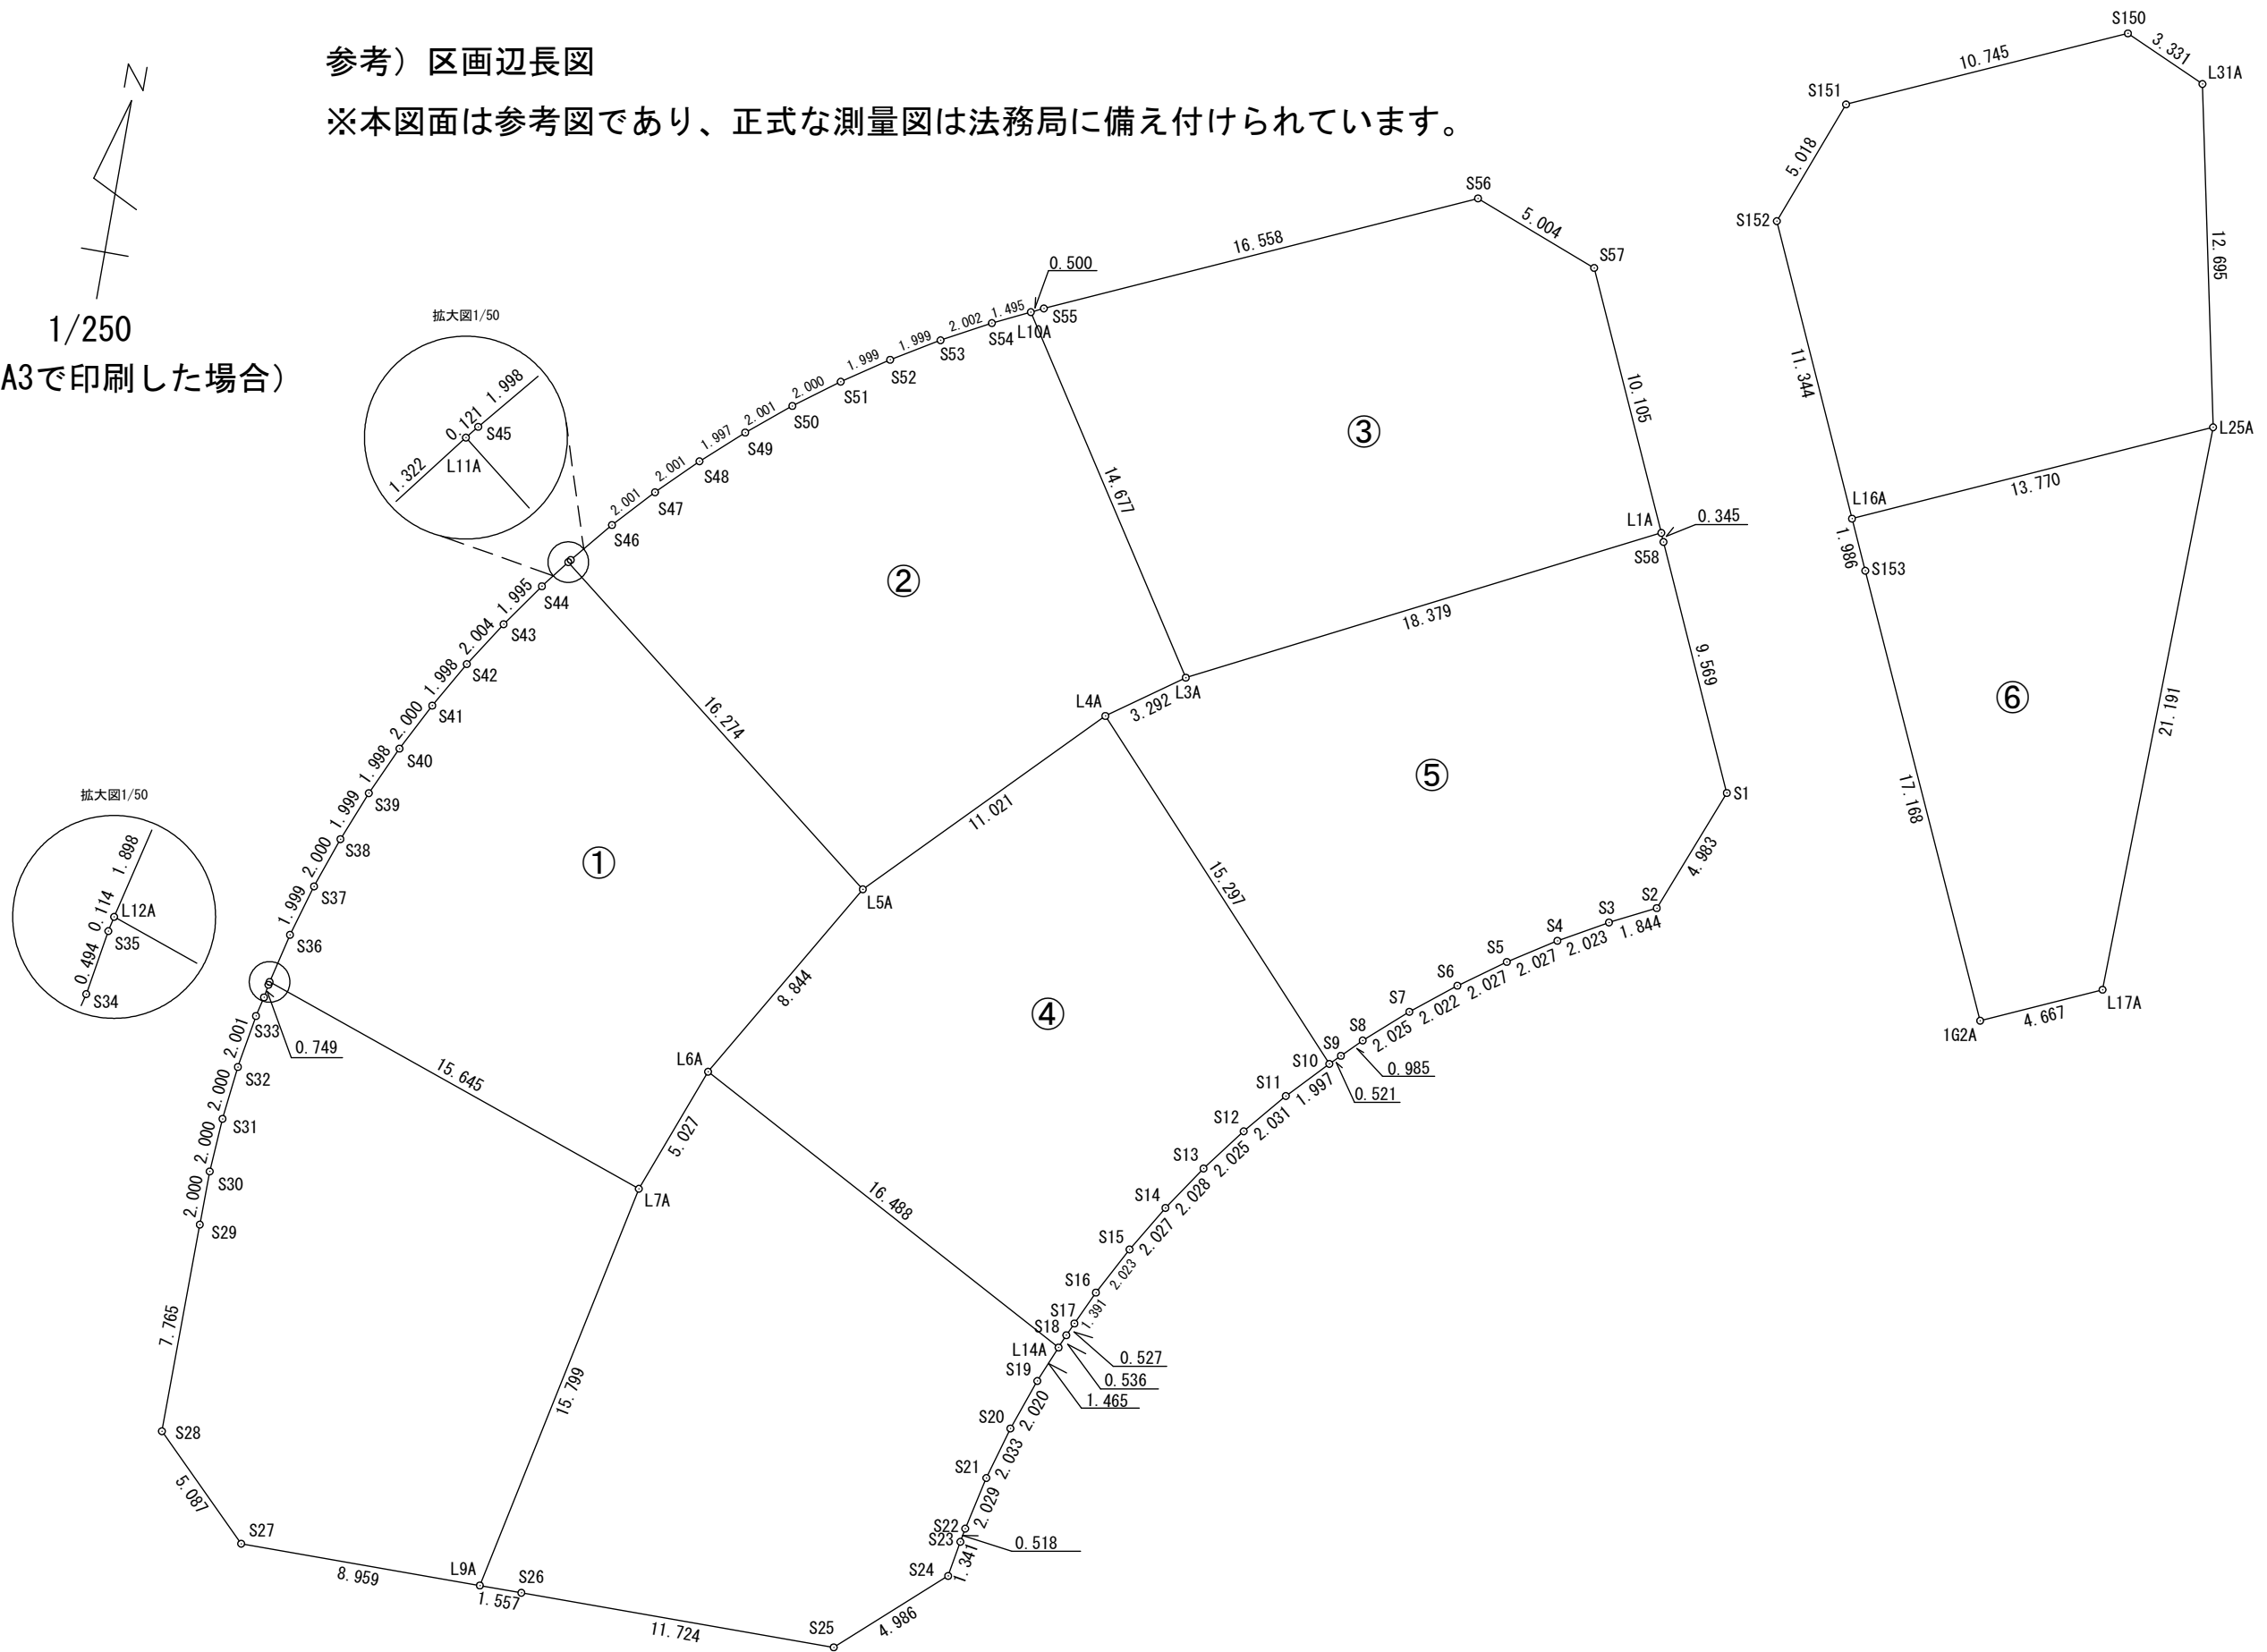 参考）区画辺長図
※本図面は参考図であり、正式な測量図は法務局に備え付けられています。
N
1/250
A3で印刷した場合）
S150
3.331
L31A
10.745
S151
5.018
S152
12.695
11.344
L25A
L16A
13.770
1.986
S153
⑥
21.191
17.168
L17A
1G2A
4.667
S56
5.004
S57
16.558
0.500
S55
L10A
1.495
S54
2.002
S53
1.999
S52
1.999
S51
2.000
S50
2.001
S49
1.997
S48
2.001
S47
2.001
S46
③
10.105
14.677
L1A
0.345
S58
18.379
L3A
3.292
L4A
②
拡大図1/50
1.998
0.121
S45
L11A
1.322
S44
1.995
S43
2.004
S42
1.998
S41
2.000
S40
1.998
S39
1.999
S38
2.000
S37
1.999
S36
16.274
11.021
L5A
①
拡大図1/50
1.898
0.114
L12A
S35
0.494
S34
S33
0.749
2.001
S32
2.000
S31
2.000
S30
2.000
S29
7.765
S28
5.087
S27
8.959
L9A
1.557
S26
11.724
S25
4.986
15.645
L6A
8.844
5.027
L7A
15.799
④
16.488
15.297
⑤
9.569
S1
4.983
S2
1.844
S3
2.023
S4
2.027
S5
2.027
S6
2.022
S7
2.025
S8
0.985
S9
0.521
S10
1.997
S11
2.031
S12
2.025
S13
2.028
S14
2.027
S15
2.023
S16
1.391
S17
0.527
S18
0.536
L14A
1.465
S19
2.020
S20
2.033
S21
2.029
S22
0.518
S23
1.341
S24